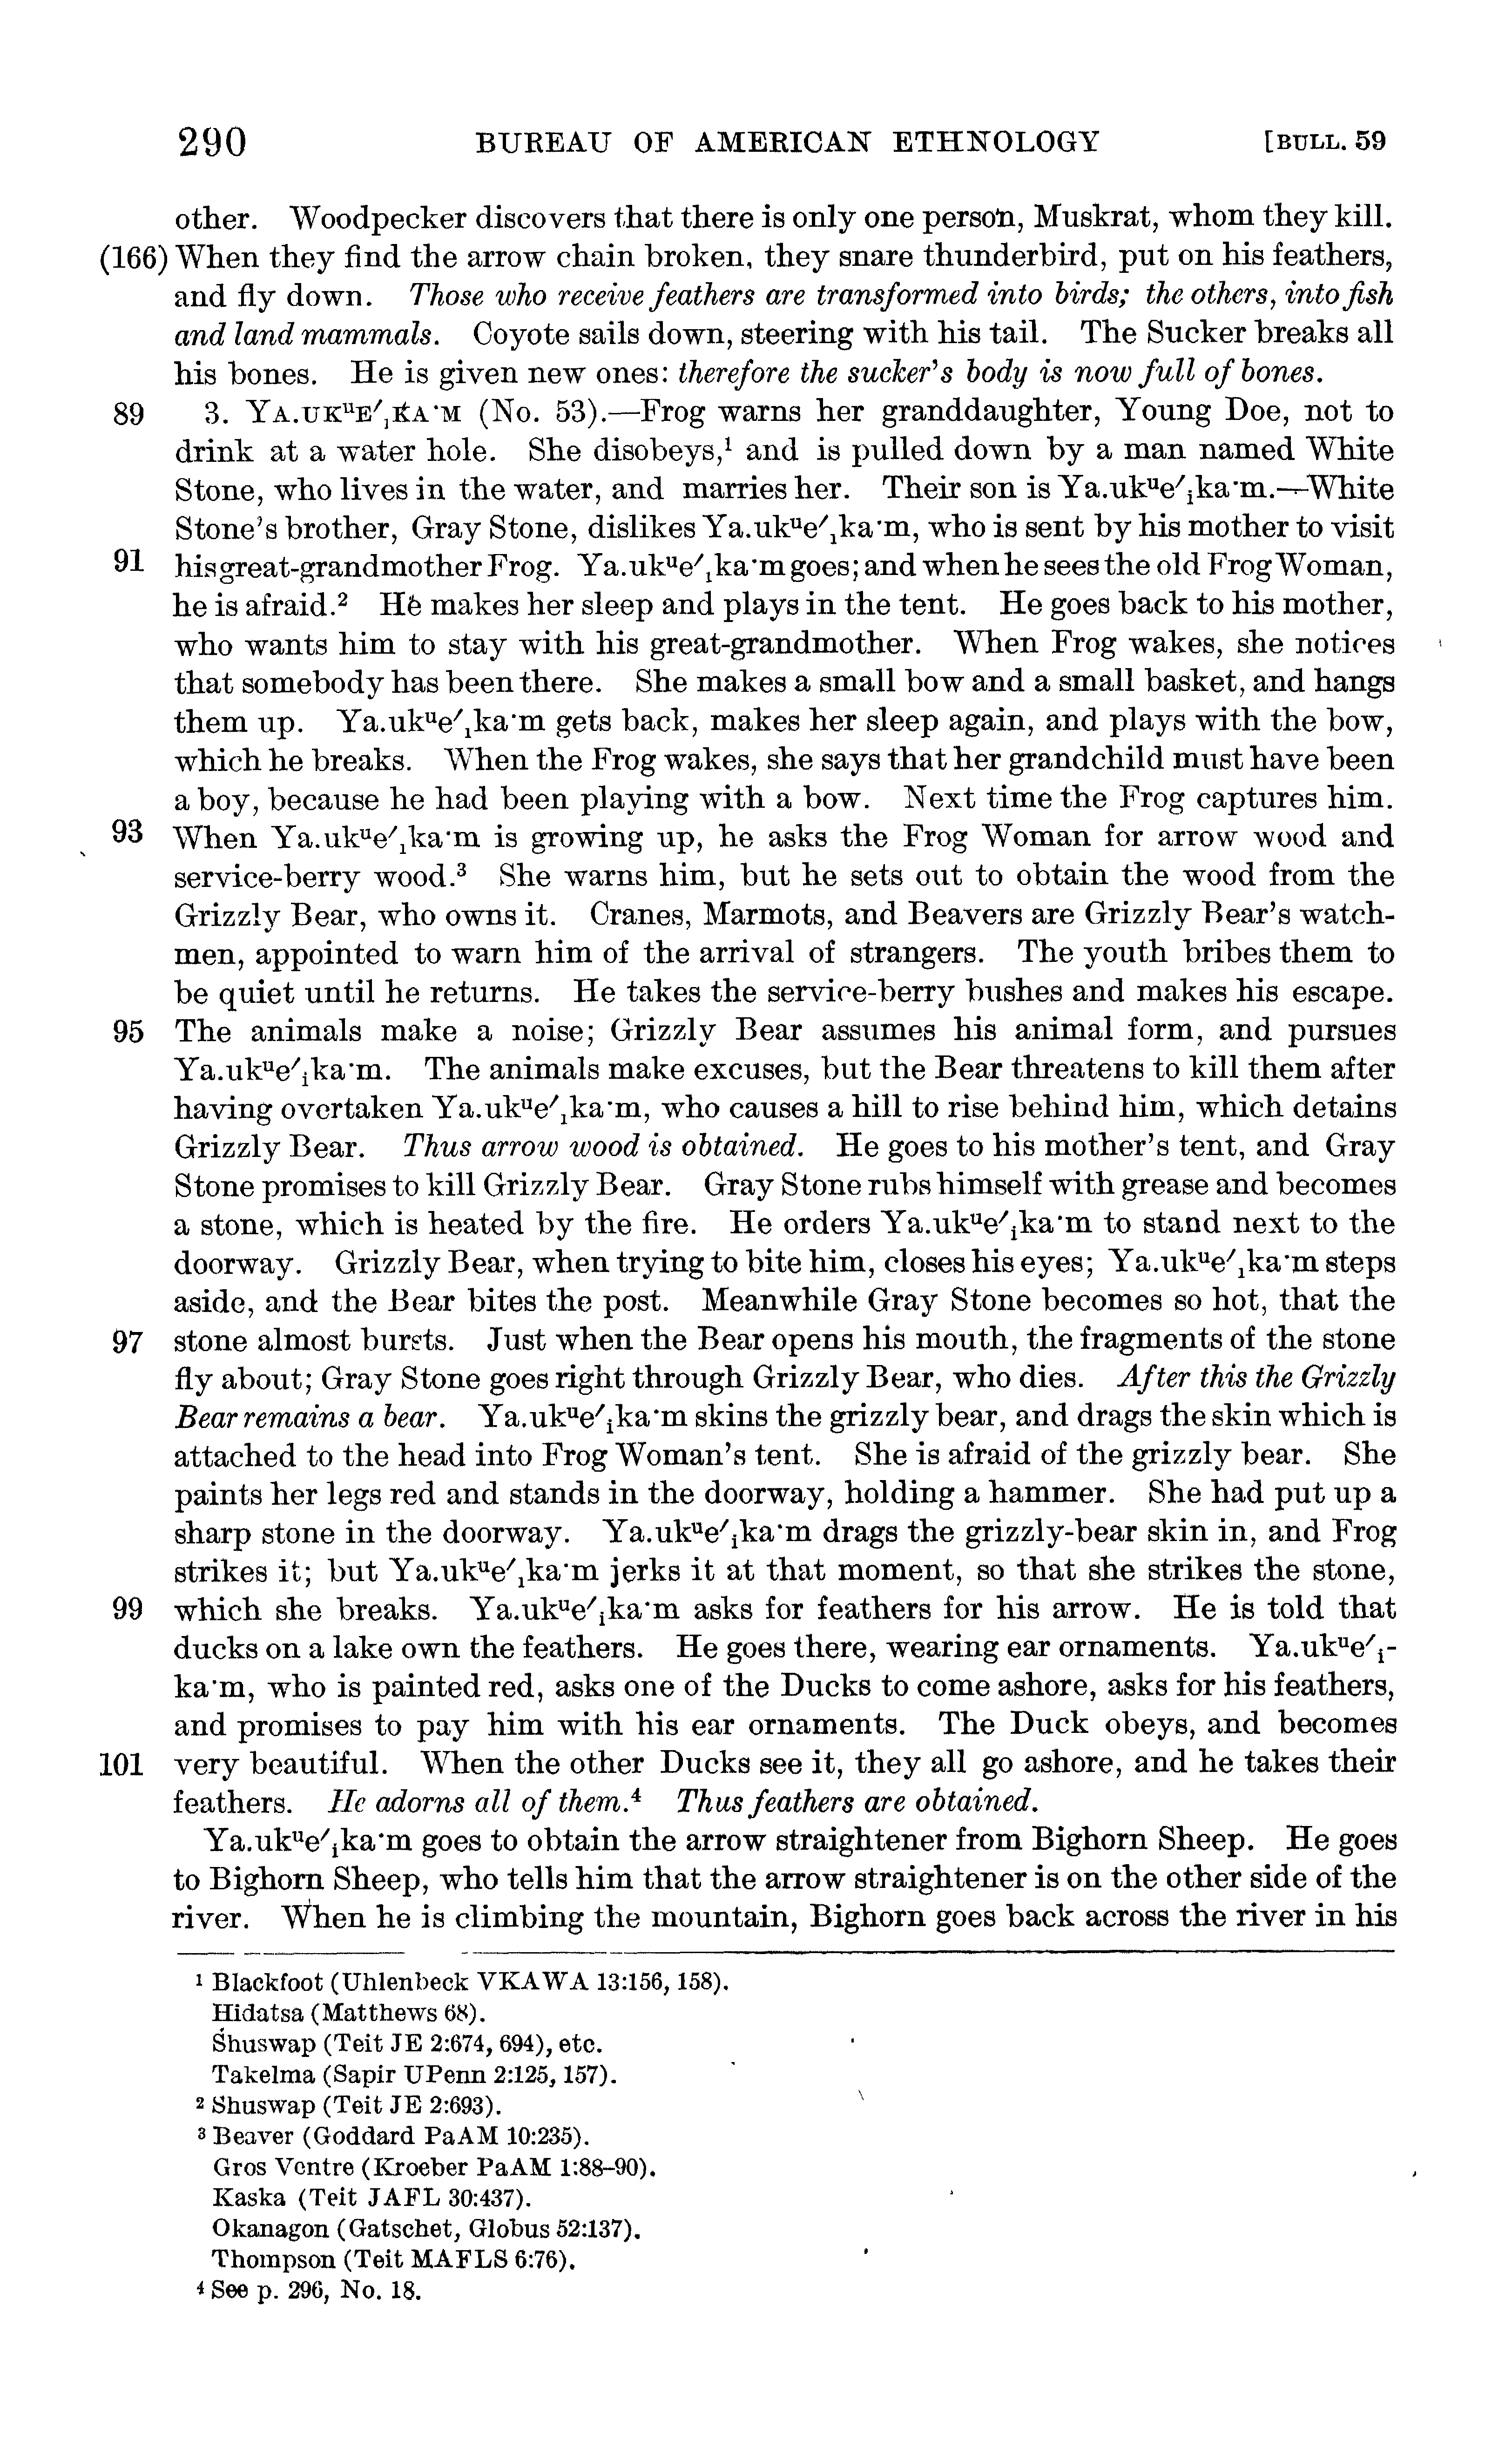 290 BUREAU OF AMERICAN ETHNOLOGY [BULL. 59
other. Woodpecker discovers that there is only one person, Muskrat, whom they kill.
(166) When they find the arrow chain broken, they snare thunderbird, put on his feathers,
and fly down. Those who receive feathers are transformed into birds; the others, into fish
and land mammals. Coyote sails down, steering with his tail. The Sucker breaks all
his bones. He is given new ones: therefore the sucker's body is now full of bones.
89 3. YA.UKᵘE′ᵢKA·M (No. 53).—Frog warns her granddaughter, Young Doe, not to
drink at a water hole. She disobeys,¹ and is pulled down by a man named White
Stone, who lives in the water, and marries her. Their son is Ya.ukᵘe′ᵢka·m.—White
Stone's brother, Gray Stone, dislikes Ya.ukᵘe′ᵢka·m, who is sent by his mother to visit
91 his great-grandmother Frog. Ya.ukᵘe′ᵢka·m goes; and when he sees the old Frog Woman,
he is afraid.² He makes her sleep and plays in the tent. He goes back to his mother,
who wants him to stay with his great-grandmother. When Frog wakes, she notices
that somebody has been there. She makes a small bow and a small basket, and hangs
them up. Ya.ukᵘe′ᵢka·m gets back, makes her sleep again, and plays with the bow,
which he breaks. When the Frog wakes, she says that her grandchild must have been
a boy, because he had been playing with a bow. Next time the Frog captures him.
93 When Ya.ukᵘe′ᵢka·m is growing up, he asks the Frog Woman for arrow wood and
service-berry wood.³ She warns him, but he sets out to obtain the wood from the
Grizzly Bear, who owns it. Cranes, Marmots, and Beavers are Grizzly Bear's watch-
men, appointed to warn him of the arrival of strangers. The youth bribes them to
be quiet until he returns. He takes the service-berry bushes and makes his escape.
95 The animals make a noise; Grizzly Bear assumes his animal form, and pursues
Ya.ukᵘe′ᵢka·m. The animals make excuses, but the Bear threatens to kill them after
having overtaken Ya.ukᵘe′ᵢka·m, who causes a hill to rise behind him, which detains
Grizzly Bear. Thus arrow wood is obtained. He goes to his mother's tent, and Gray
Stone promises to kill Grizzly Bear. Gray Stone rubs himself with grease and becomes
a stone, which is heated by the fire. He orders Ya.ukᵘe′ᵢka·m to stand next to the
doorway. Grizzly Bear, when trying to bite him, closes his eyes; Ya.ukᵘe′ᵢka·m steps
aside, and the Bear bites the post. Meanwhile Gray Stone becomes so hot, that the
97 stone almost bursts. Just when the Bear opens his mouth, the fragments of the stone
fly about; Gray Stone goes right through Grizzly Bear, who dies. After this the Grizzly
Bear remains a bear. Ya.ukᵘe′ᵢka·m skins the grizzly bear, and drags the skin which is
attached to the head into Frog Woman's tent. She is afraid of the grizzly bear. She
paints her legs red and stands in the doorway, holding a hammer. She had put up a
sharp stone in the doorway. Ya.ukᵘe′ᵢka·m drags the grizzly-bear skin in, and Frog
strikes it; but Ya.ukᵘe′ᵢka·m jerks it at that moment, so that she strikes the stone,
99 which she breaks. Ya.ukᵘe′ᵢka·m asks for feathers for his arrow. He is told that
ducks on a lake own the feathers. He goes there, wearing ear ornaments. Ya.ukᵘe′ᵢ-
ka·m, who is painted red, asks one of the Ducks to come ashore, asks for his feathers,
and promises to pay him with his ear ornaments. The Duck obeys, and becomes
101 very beautiful. When the other Ducks see it, they all go ashore, and he takes their
feathers. He adorns all of them.⁴ Thus feathers are obtained.
Ya.ukᵘe′ᵢka·m goes to obtain the arrow straightener from Bighorn Sheep. He goes
to Bighorn Sheep, who tells him that the arrow straightener is on the other side of the
river. When he is climbing the mountain, Bighorn goes back across the river in his
¹ Blackfoot (Uhlenbeck VKAWA 13:156, 158).
Hidatsa (Matthews 68).
Shuswap (Teit JE 2:674, 694), etc.
Takelma (Sapir UPenn 2:125, 157).
² Shuswap (Teit JE 2:693).
³ Beaver (Goddard PaAM 10:235).
Gros Ventre (Kroeber PaAM 1:88–90).
Kaska (Teit JAFL 30:437).
Okanagon (Gatschet, Globus 52:137).
Thompson (Teit MAFLS 6:76).
⁴ See p. 296, No. 18.